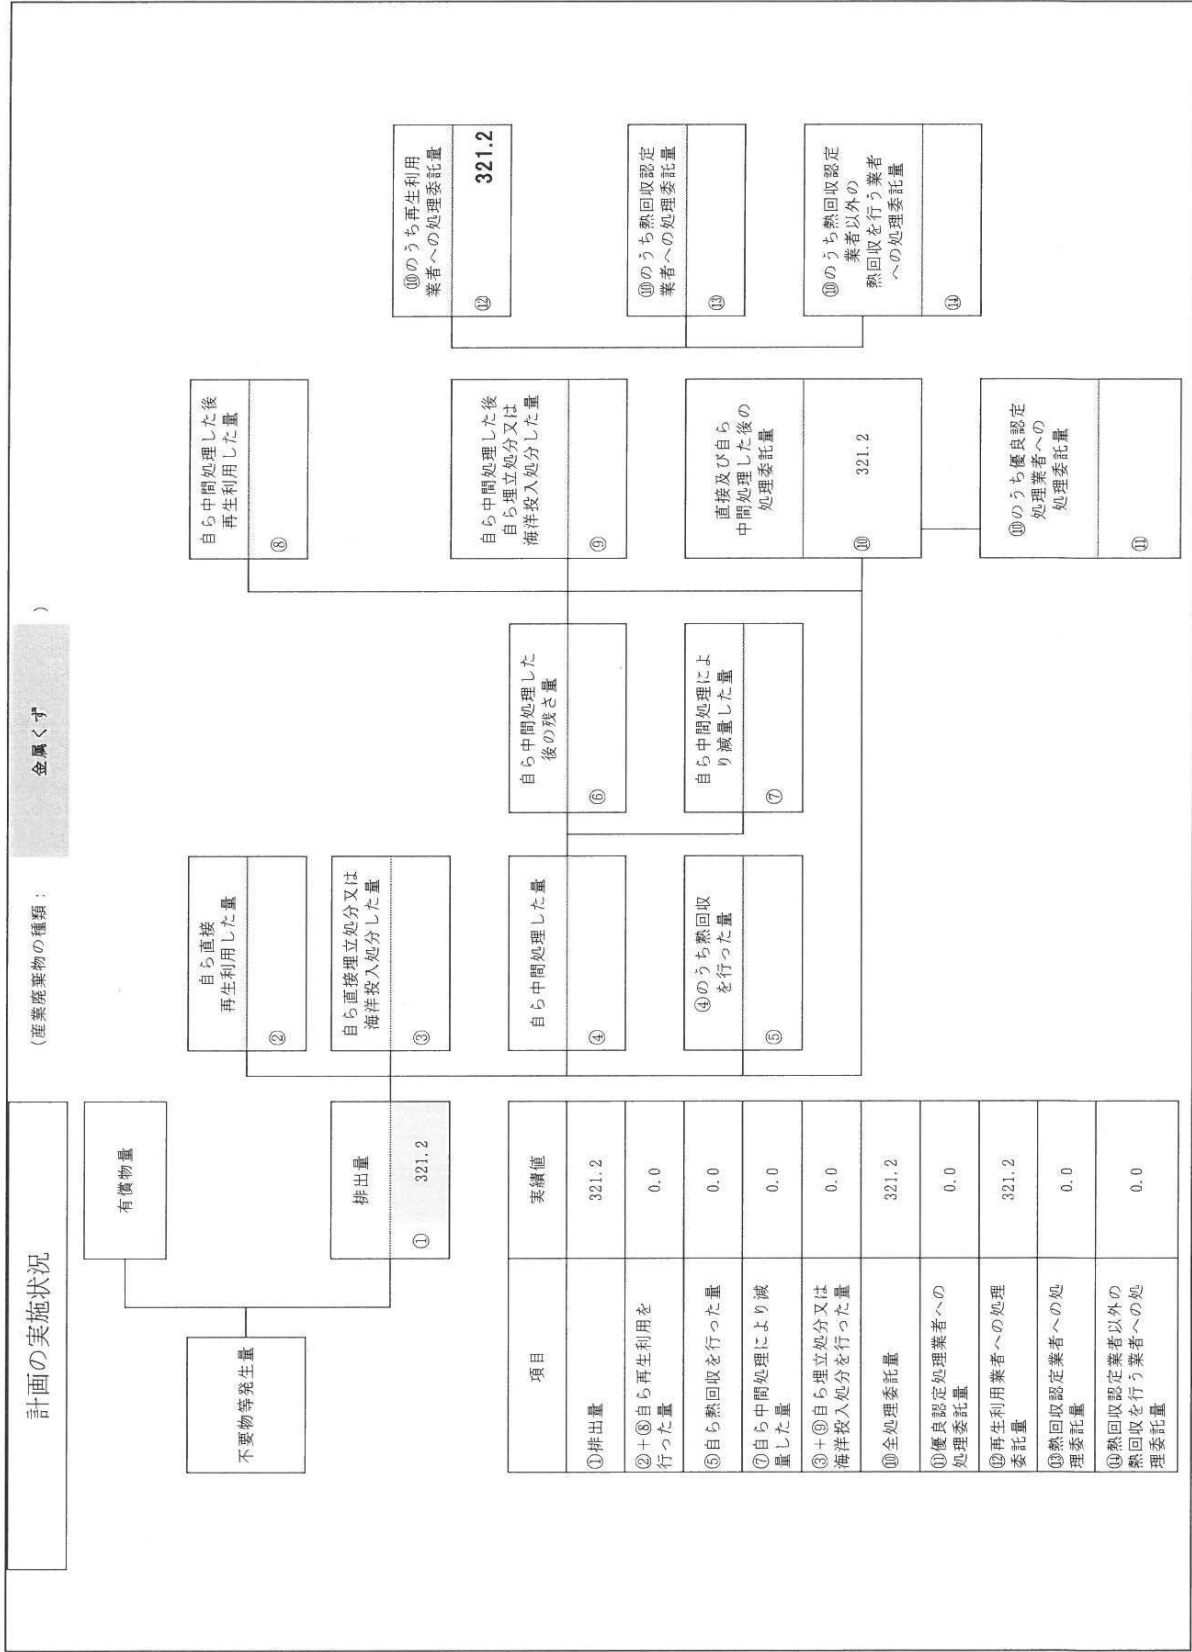 計画の実施状況
(産業廃棄物の種類:
金属くず
)
不要物等発生量
有償物量
排出量
①
321.2
自ら直接
再生利用した量
②
自ら直接埋立処分又は
海洋投入処分した量
③
自ら中間処理した量
④
④のうち熱回収
を行った量
⑤
自ら中間処理した
後の残さ量
⑥
自ら中間処理によ
り減量した量
⑦
自ら中間処理した後
再生利用した量
⑧
自ら中間処理した後
自ら埋立処分又は
海洋投入処分した量
⑨
直接及び自ら
中間処理した後の
処理委託量
⑩
321.2
⑩のうち優良認定
処理業者への
処理委託量
⑪
⑩のうち再生利用
業者への処理委託量
⑫
321.2
⑩のうち熱回収認定
業者への処理委託量
⑬
⑩のうち熱回収認定
業者以外の
熱回収を行う業者
への処理委託量
⑭
項目
実績値
①排出量
321.2
②+⑧自ら再生利用を
行った量
0.0
⑤自ら熱回収を行った量
0.0
⑦自ら中間処理により減
量した量
0.0
③+⑨自ら埋立処分又は
海洋投入処分を行った量
0.0
⑩全処理委託量
321.2
⑪優良認定処理業者への
処理委託量
0.0
⑫再生利用業者への処理
委託量
321.2
⑬熱回収認定業者への処
理委託量
0.0
⑭熱回収認定業者以外の
熱回収を行う業者への処
理委託量
0.0